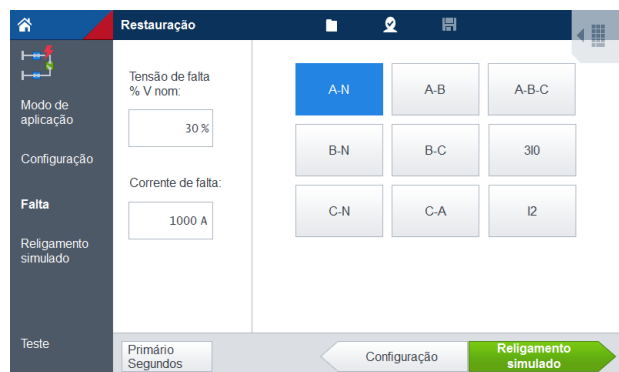 Restauração
Modo de
aplicação
Configuração
Falta
Religamento
simulado
Teste
Tensão de falta
% V nom:
30 %
Corrente de falta:
1000 A
A-N
A-B
A-B-C
B-N
B-C
3I0
C-N
C-A
I2
Primário
Segundos
Configuração
Religamento
simulado